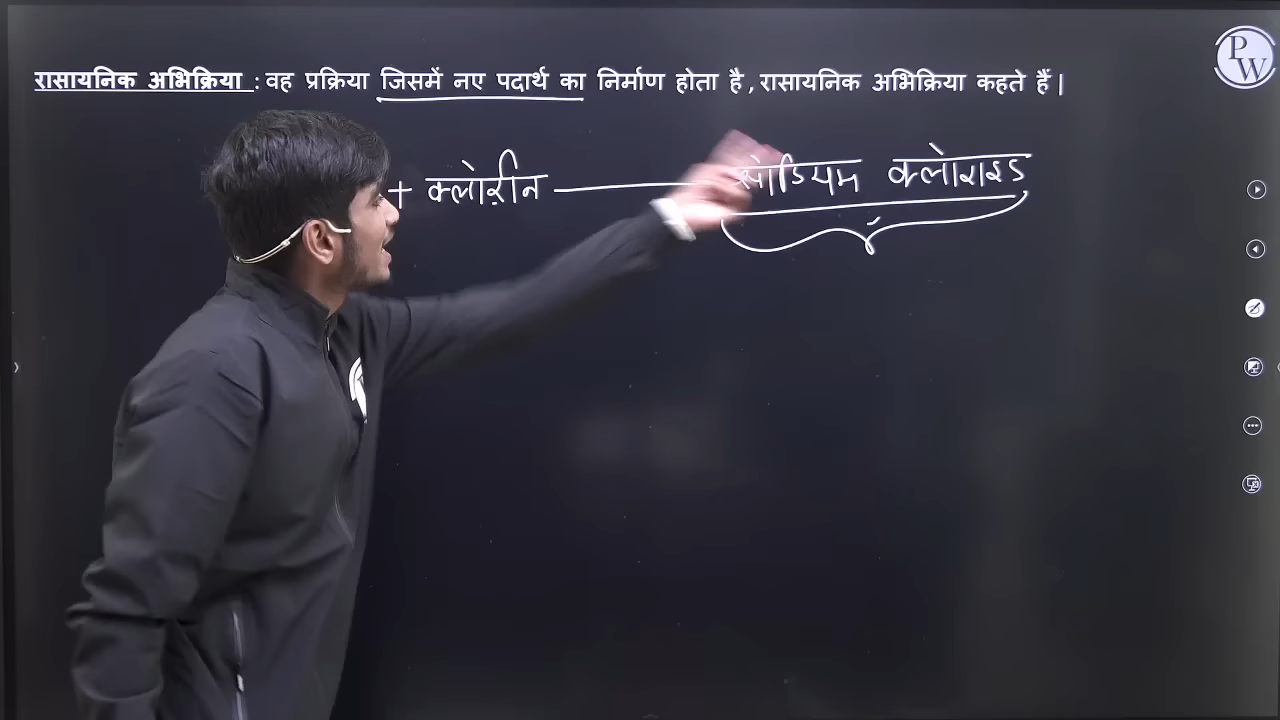 रासायनिक अभिक्रिया : वह प्रक्रिया जिसमें नए पदार्थ का निर्माण होता है, रासायनिक अभिक्रिया कहते हैं |
+ क्लोरीन — सोडियम क्लोराइड
PW